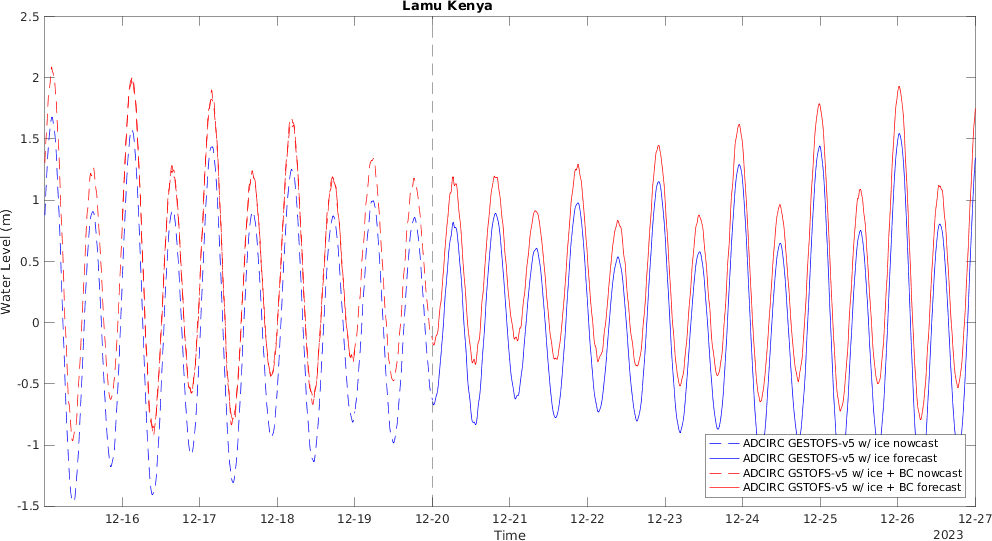 Lamu Kenya
2.5
2
1.5
1
0.5
0
-0.5
-1
-1.5
Water Level (m)
12-16 12-17 12-18 12-19 12-20 12-21 12-22 12-23 12-24 12-25 12-26 12-27
Time
2023
ADCIRC GESTOFS-v5 w/ ice nowcast
ADCIRC GESTOFS-v5 w/ ice forecast
ADCIRC GSTOFS-v5 w/ ice + BC nowcast
ADCIRC GSTOFS-v5 w/ ice + BC forecast